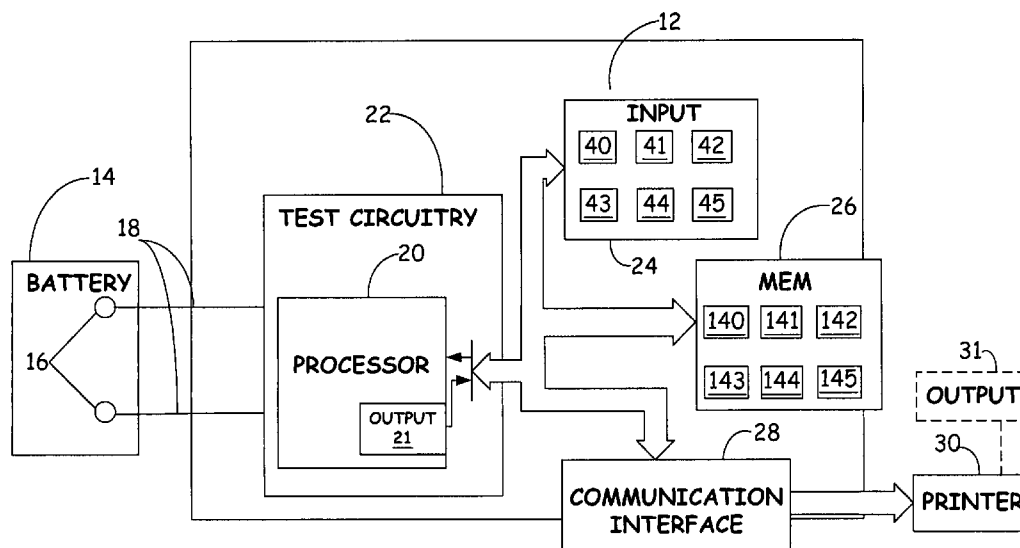 12
INPUT
40 41 42
43 44 45
24
22
TEST CIRCUITRY
20
PROCESSOR
OUTPUT
21
14
18
BATTERY
16
18
26
MEM
140 141 142
143 144 145
31
OUTPUT
28
COMMUNICATION
INTERFACE
30
PRINTER